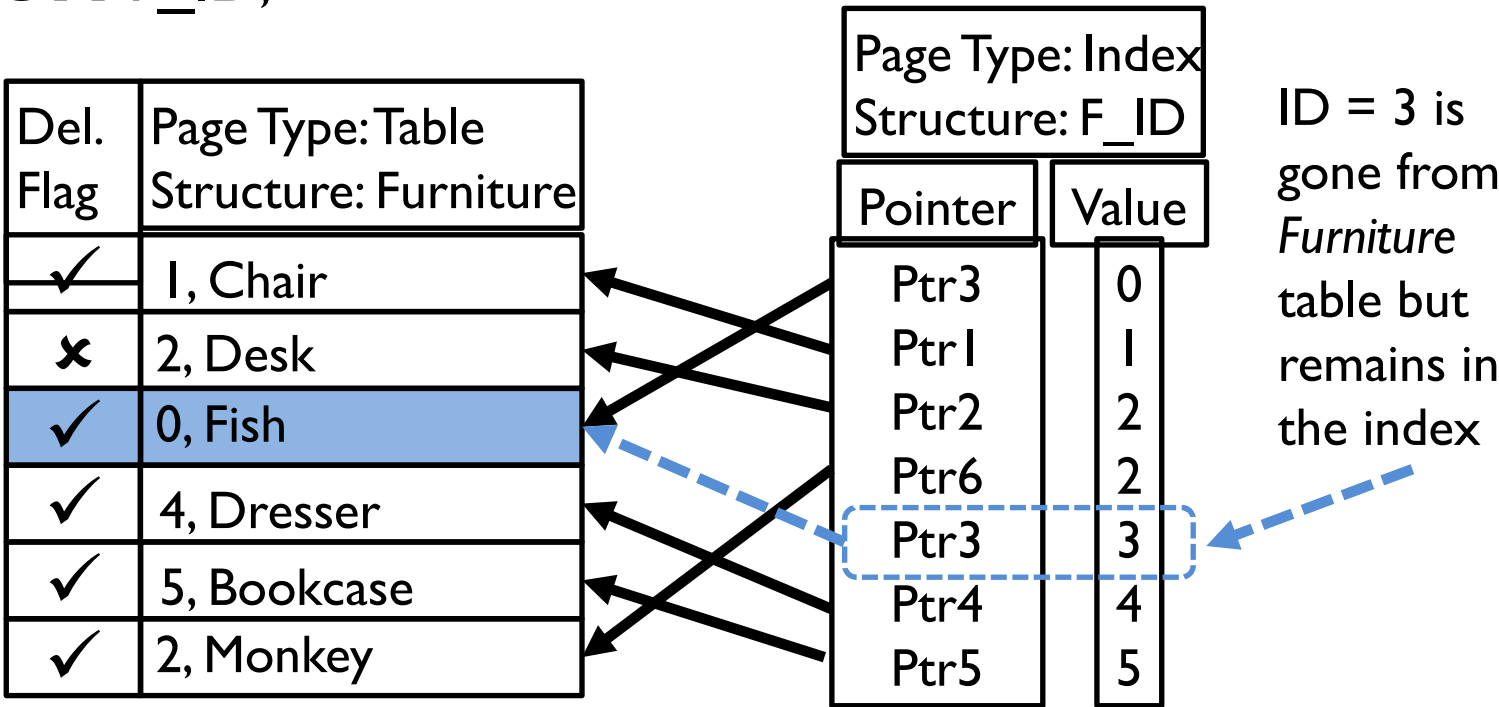 Del.
Flag
Page Type: Table
Structure: Furniture
✓ 1, Chair
✘ 2, Desk
✓ 0, Fish
✓ 4, Dresser
✓ 5, Bookcase
✓ 2, Monkey
Page Type: Index
Structure: F_ID
Pointer Value
Ptr3 0
Ptr1 1
Ptr2 2
Ptr6 2
Ptr3 3
Ptr4 4
Ptr5 5
ID = 3 is
gone from
Furniture
table but
remains in
the index